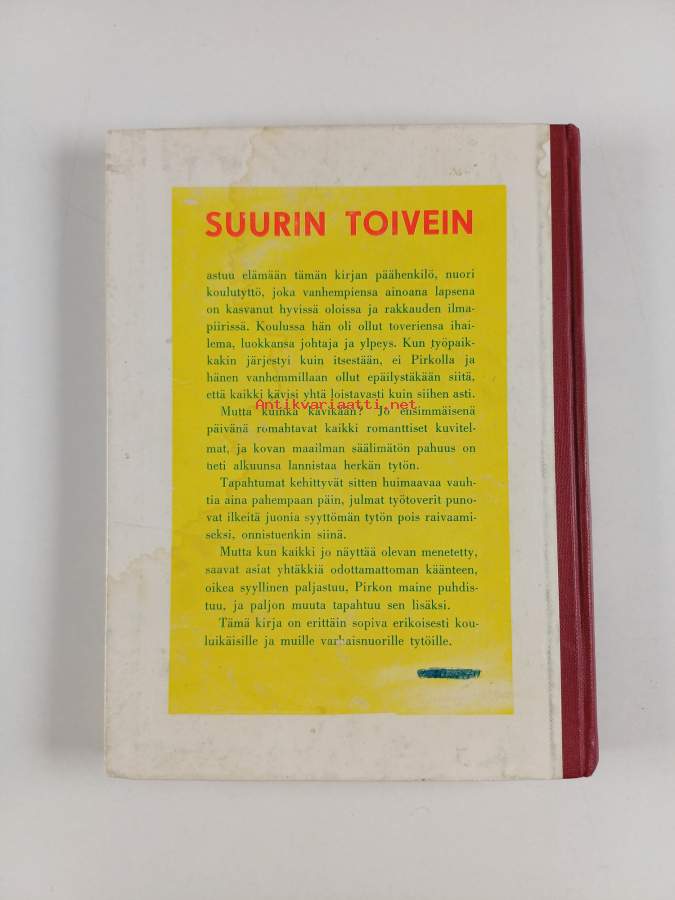 SUURIN TOIVEIN
astuu elämään tämän kirjan päähenkilö, nuori
koulutyttö, joka vanhempiensa ainoana lapsena
on kasvanut hyvissä oloissa ja rakkauden ilma-
piirissä. Koulussa hän oli ollut toveriensa ihai-
lema, luokkansa johtaja ja ylpeys. Kun työpaik-
kakin järjestyi kuin itsestään, ei Pirkolla ja
hänen vanhemmillaan ollut epäilystäkään siitä,
että kaikki kävisi yhtä loistavasti kuin siihen asti.
Antikvariaatti.net
Mutta kuinka kävikään? Jo ensimmäisenä
päivänä romahtavat kaikki romanttiset kuvitel-
mat, ja kovan maailman säälimätön pahuus on
heti alkuunsa lannistaa herkän tytön.
Tapahtumat kehittyvät sitten huimaavaa vauh-
tia aina pahempaan päin, julmat työtoverit puno-
vat ilkeitä juonia syyttömän tytön pois raivaami-
seksi, onnistuenkin siinä.
Mutta kun kaikki jo näyttää olevan menetetty,
saavat asiat yhtäkkiä odottamattoman käänteen,
oikea syyllinen paljastuu, Pirkon maine puhdis-
tuu, ja paljon muuta tapahtuu sen lisäksi.
Tämä kirja on erittäin sopiva erikoisesti kou-
luikäisille ja muille varhaisnuorille tytöille.